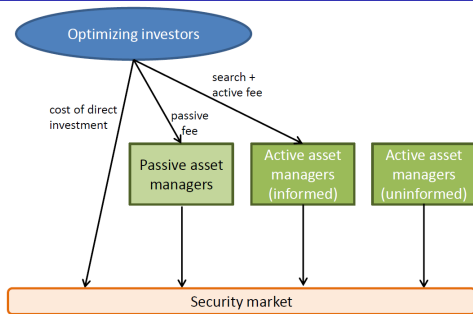 Optimizing investors
search +
active fee
cost of direct
investment
passive
fee
Passive asset
managers
Active asset
managers
(informed)
Active asset
managers
(uninformed)
Security market